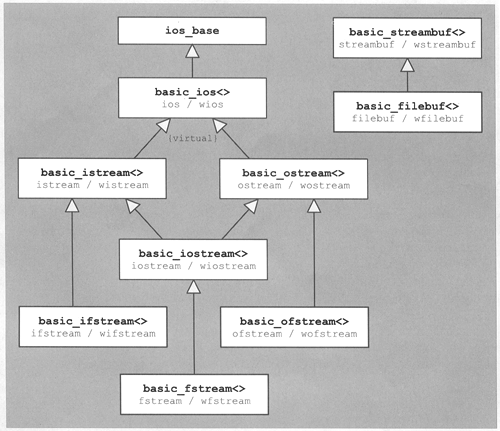 ios_base
basic_streambuf<>
streambuf / wstreambuf
basic_ios<>
ios / wios
basic_filebuf<>
filebuf / wfilebuf
{virtual}
basic_istream<>
istream / wistream
basic_ostream<>
ostream / wostream
basic_iostream<>
iostream / wiostream
basic_ifstream<>
ifstream / wifstream
basic_ofstream<>
ofstream / wofstream
basic_fstream<>
fstream / wfstream